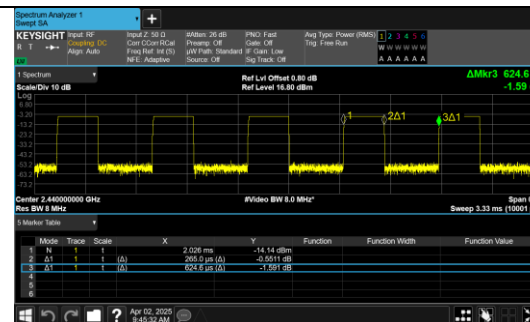 Spectrum Analyzer 1
Swept SA
KEYSIGHT Input: RF Input Z: 50 Ω #Atten: 26 dB PNO: Fast Avg Type: Power (RMS) 1 2 3 4 5 6
R T Coupling: DC Corr CCorr RCal Preamp: Off Gate: Off Trig: Free Run W W W W W W
Align: Auto Freq Ref: Int (S) µW Path: Standard IF Gain: Low A A A A A A
NFE: Adaptive Source: Off Sig Track: Off
1 Spectrum Ref Lvl Offset 0.80 dB ΔMkr3 624.6
Scale/Div 10 dB Ref Level 16.80 dBm -1.59
Log
6.80
-3.20
-13.2
-23.2
-33.2
-43.2
-53.2
-63.2
-73.2
1 2Δ1 3Δ1
Center 2.440000000 GHz #Video BW 8.0 MHz* Span
Res BW 8 MHz Sweep 3.33 ms (10001
5 Marker Table
Mode Trace Scale X Y Function Function Width Function Value
1 N 1 t 2.026 ms -14.14 dBm
2 Δ1 1 t (Δ) 265.0 µs (Δ) -0.5511 dB
3 Δ1 1 t (Δ) 624.6 µs (Δ) -1.591 dB
4
5
6
Apr 02, 2025
9:45:32 AM